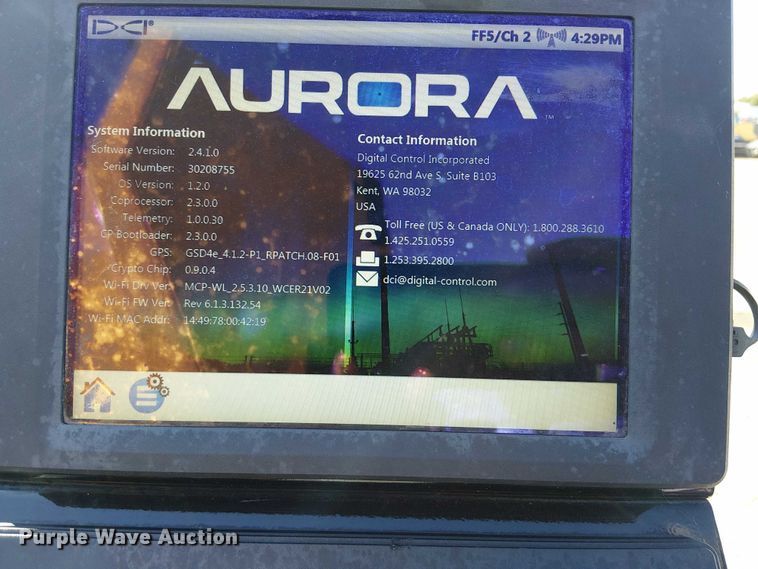 DCI
FF5/Ch 2 4:29PM
AURORA™
System Information
Software Version: 2.4.1.0
Serial Number: 30208755
OS Version: 1.2.0
Coprocessor: 2.3.0.0
Telemetry: 1.0.0.30
CP Bootloader: 2.3.0.0
GPS: GSD4e_4.1.2-P1_RPATCH.08-F01
Crypto Chip: 0.9.0.4
Wi-Fi Drv Ver: MCP-WL_2.5.3.10_WCER21V02
Wi-Fi FW Ver: Rev 6.1.3.132.54
Wi-Fi MAC Addr: 14:49:78:00:42:19
Contact Information
Digital Control Incorporated
19625 62nd Ave S, Suite B103
Kent, WA 98032
USA
Toll Free (US & Canada ONLY): 1.800.288.3610
1.425.251.0559
1.253.395.2800
dci@digital-control.com
Purple Wave Auction